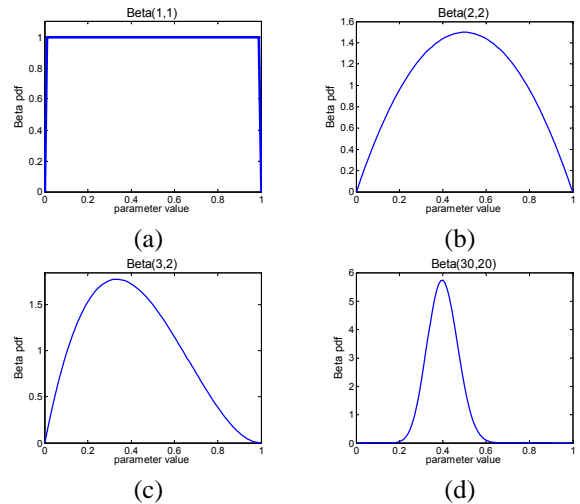 Beta(1,1)
Beta pdf
1
0.8
0.6
0.4
0.2
0
0 0.2 0.4 0.6 0.8 1
parameter value
(a)
Beta(2,2)
Beta pdf
1.6
1.4
1.2
1
0.8
0.6
0.4
0.2
0
0 0.2 0.4 0.6 0.8 1
parameter value
(b)
Beta(3,2)
Beta pdf
1.5
1
0.5
0
0 0.2 0.4 0.6 0.8 1
parameter value
(c)
Beta(30,20)
Beta pdf
6
5
4
3
2
1
0
0 0.2 0.4 0.6 0.8 1
parameter value
(d)